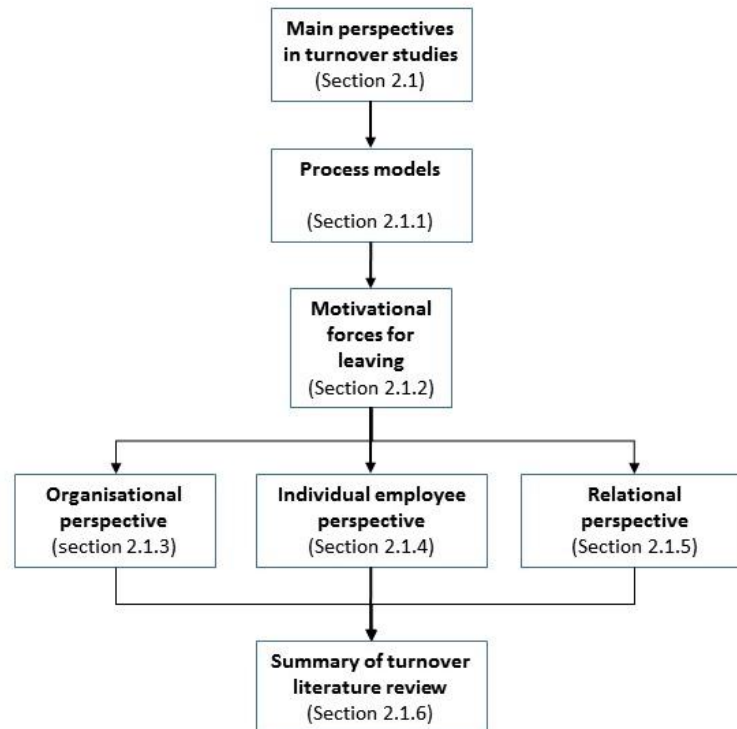 Main perspectives
in turnover studies
(Section 2.1)
Process models
(Section 2.1.1)
Motivational
forces for
leaving
(Section 2.1.2)
Organisational
perspective
(section 2.1.3)
Individual employee
perspective
(Section 2.1.4)
Relational
perspective
(Section 2.1.5)
Summary of turnover
literature review
(Section 2.1.6)